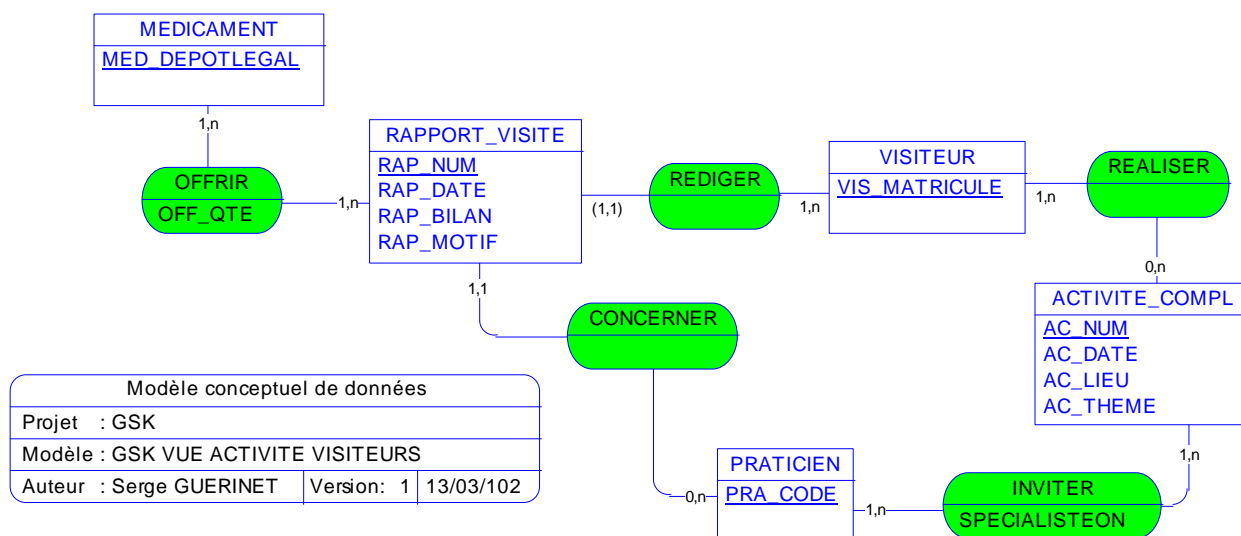 MEDICAMENT
MED_DEPOTLEGAL
1,n
OFFRIR
OFF_QTE
1,n
RAPPORT_VISITE
RAP_NUM
RAP_DATE
RAP_BILAN
RAP_MOTIF
(1,1)
REDIGER
1,n
VISITEUR
VIS_MATRICULE
1,n
REALISER
0,n
ACTIVITE_COMPL
AC_NUM
AC_DATE
AC_LIEU
AC_THEME
1,n
1,1
CONCERNER
0,n
PRATICIEN
PRA_CODE
1,n
INVITER
SPECIALISTEON
Modèle conceptuel de données
Projet : GSK
Modèle : GSK VUE ACTIVITE VISITEURS
Auteur : Serge GUERINET Version: 1 13/03/102